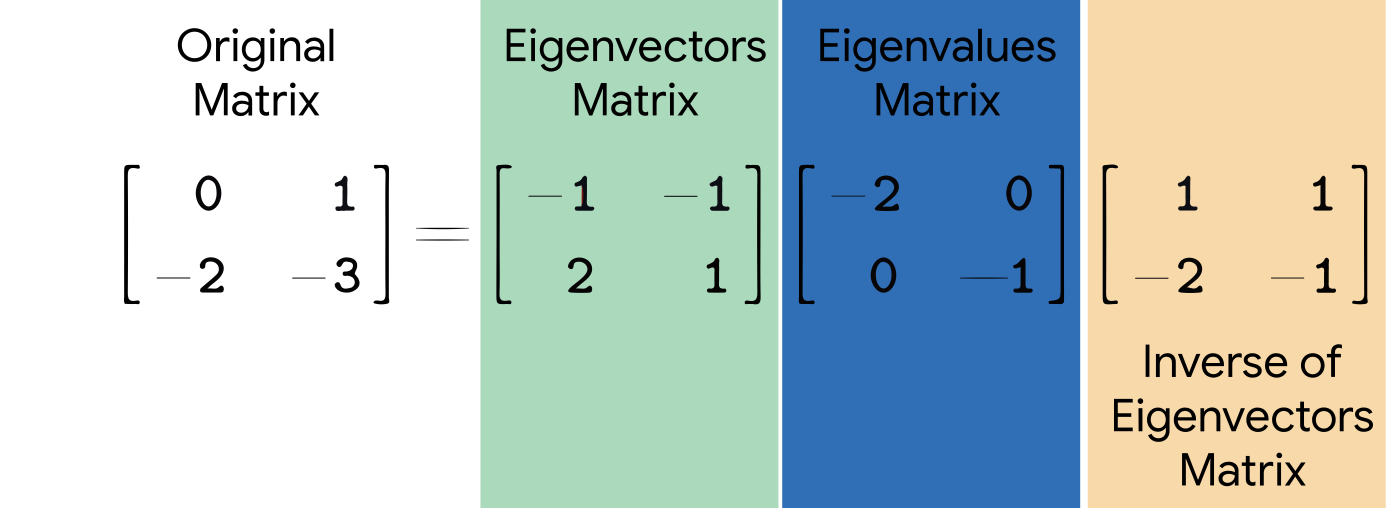 Original
Matrix
Eigenvectors
Matrix
Eigenvalues
Matrix
[ 0 1 ] = [ −1 −1 ] [ −2 0 ] [ 1 1 ]
[ −2 −3 ] [ 2 1 ] [ 0 −1 ] [ −2 −1 ]
Inverse of
Eigenvectors
Matrix